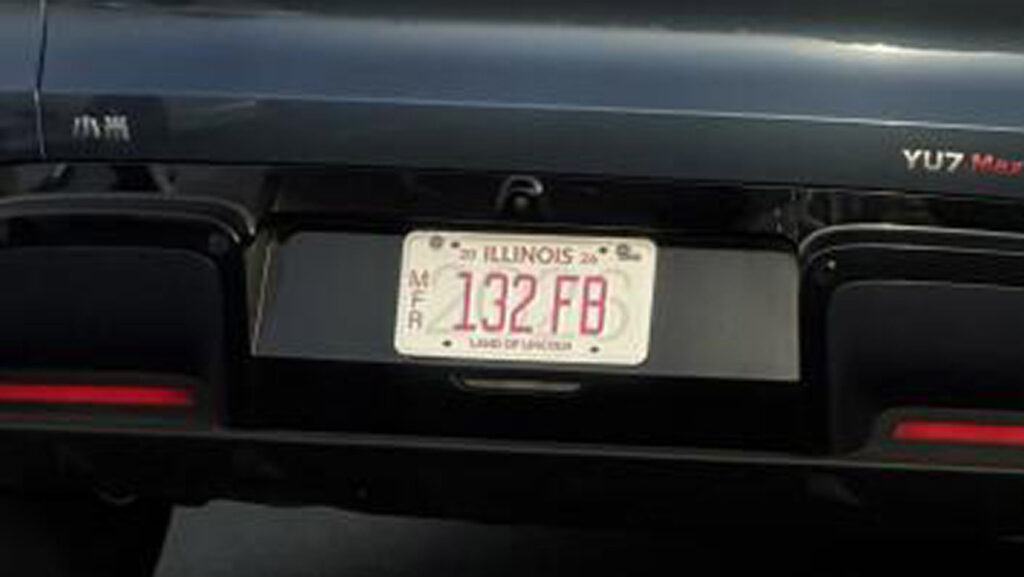 小米
YU7 Max
20 ILLINOIS 26
MFR
132 FB
LAND OF LINCOLN